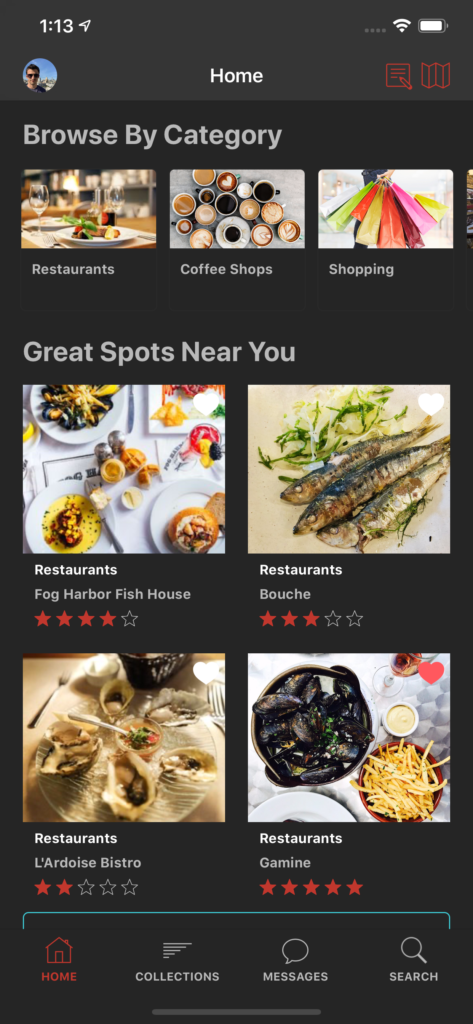 1:13
Home
Browse By Category
Restaurants
Coffee Shops
Shopping
Great Spots Near You
Restaurants
Fog Harbor Fish House
Restaurants
Bouche
Restaurants
L'Ardoise Bistro
Restaurants
Gamine
HOME
COLLECTIONS
MESSAGES
SEARCH